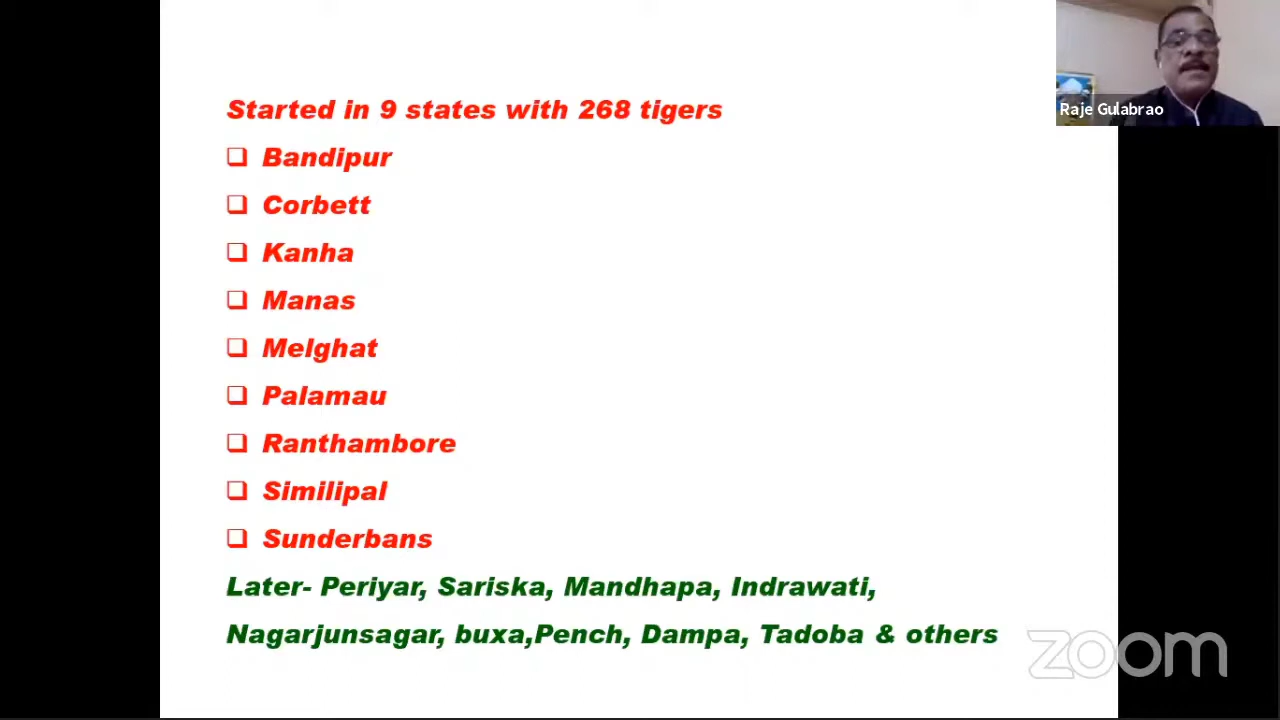 Started in 9 states with 268 tigers
Bandipur
Corbett
Kanha
Manas
Melghat
Palamau
Ranthambore
Similipal
Sunderbans
Later- Periyar, Sariska, Mandhapa, Indrawati,
Nagarjunsagar, buxa,Pench, Dampa, Tadoba & others
Raje Gulabrao
zoom